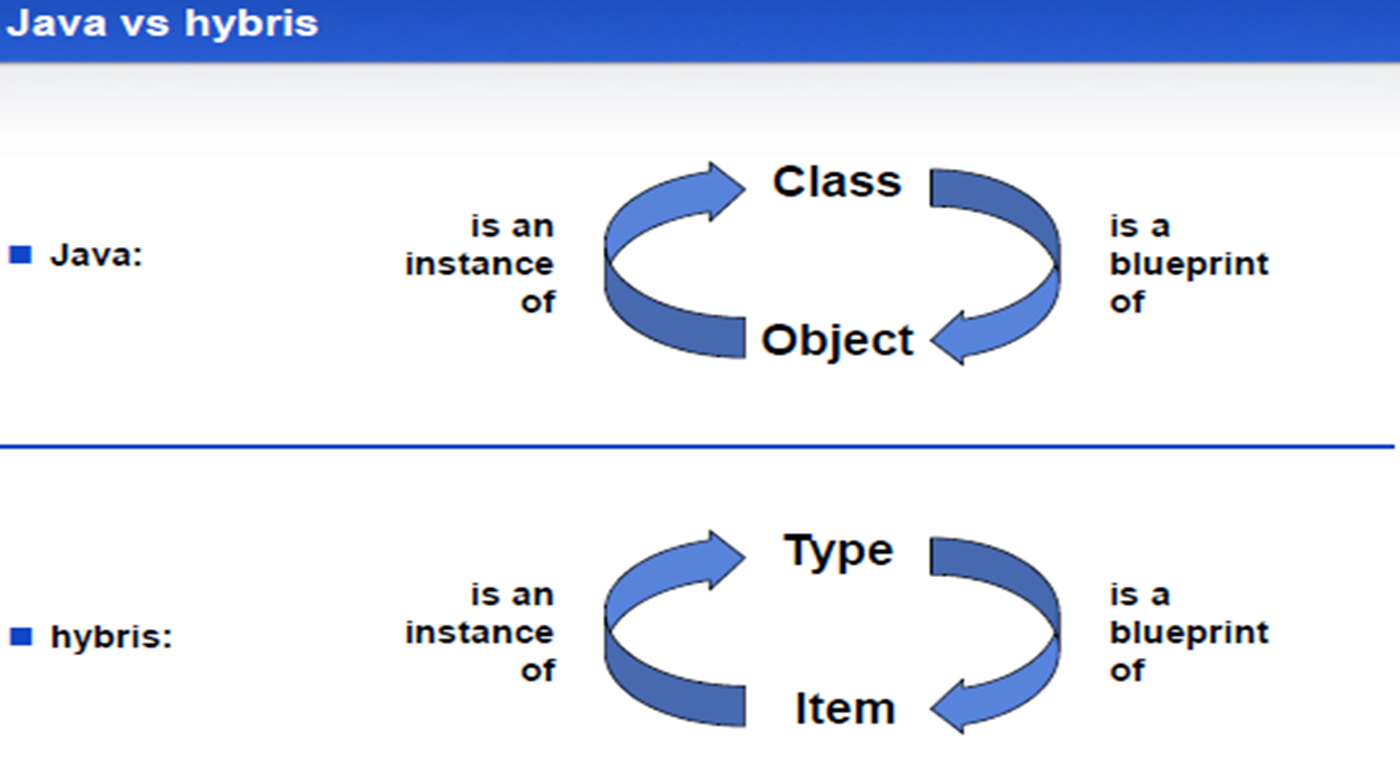 Java vs hybris
Java:
is an
instance
of
Class
Object
is a
blueprint
of
hybris:
is an
instance
of
Type
Item
is a
blueprint
of